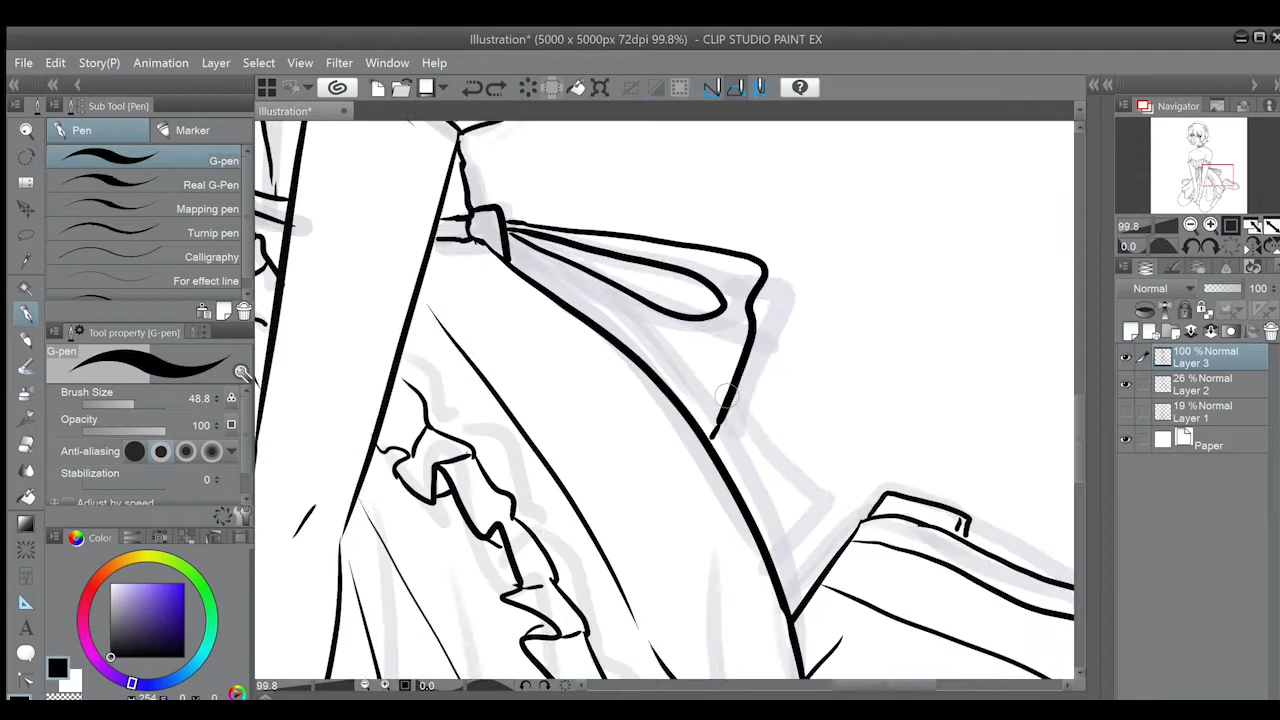 Illustration* (5000 x 5000px 72dpi 99.8%) - CLIP STUDIO PAINT EX
File Edit Story(P) Animation Layer Select View Filter Window Help
Sub Tool [Pen]
Illustration*
Navigator
Pen
Marker
G-pen
Real G-Pen
Mapping pen
Turnip pen
Calligraphy
For effect line
Tool property [G-pen]
G-pen
Brush Size 48.8
Opacity 100
Anti-aliasing
Stabilization 0
Adjust by speed
Color
99.8
0.0
99.8
0.0
Normal 100
100 % Normal
Layer 3
26 % Normal
Layer 2
19 % Normal
Layer 1
Paper